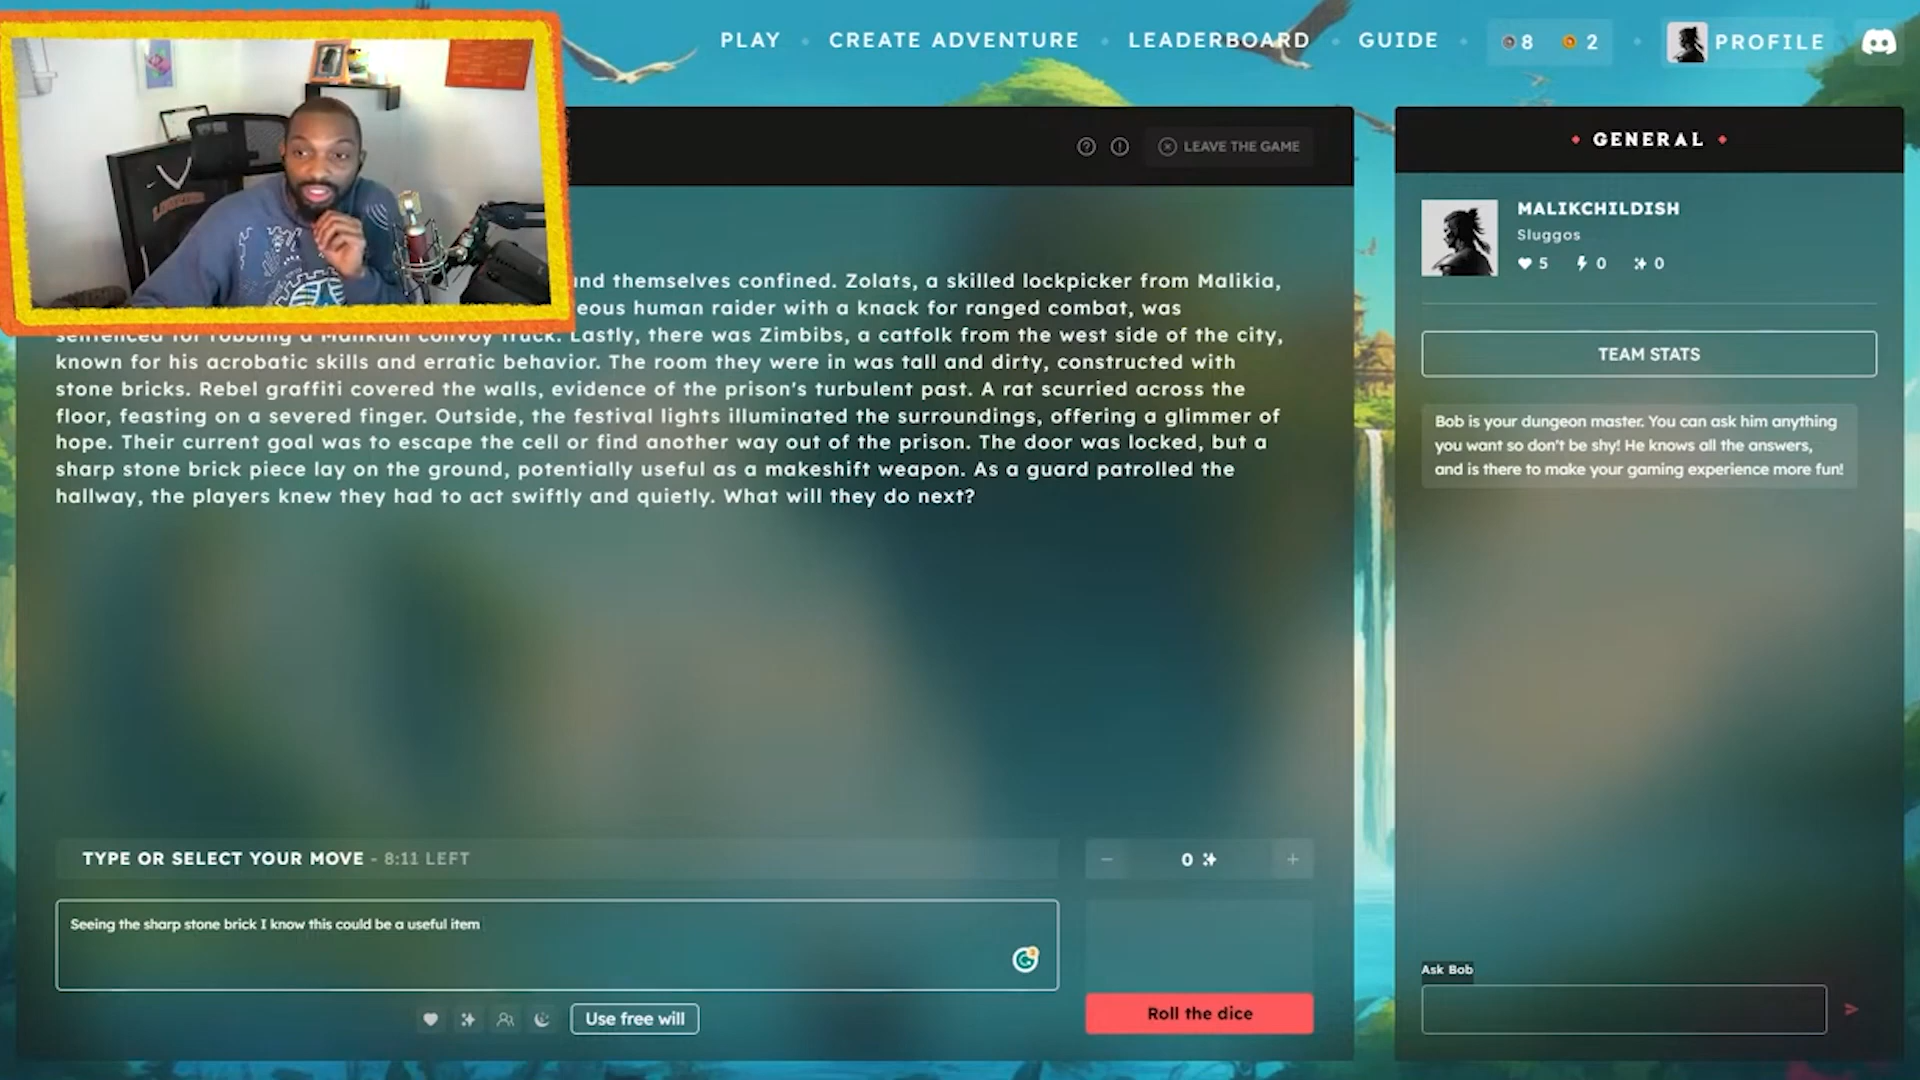 PLAY
CREATE ADVENTURE
LEADERBOARD
GUIDE
8
2
PROFILE
LEAVE THE GAME
GENERAL
MALIKCHILDISH
Sluggos
5
0
0
TEAM STATS
Bob is your dungeon master. You can ask him anything
you want so don't be shy! He knows all the answers,
and is there to make your gaming experience more fun!
themselves confined. Zolats, a skilled lockpicker from Malikia,
human raider with a knack for ranged combat, was
sentenced for robbing a Malikian convoy truck. Lastly, there was Zimbibs, a catfolk from the west side of the city,
known for his acrobatic skills and erratic behavior. The room they were in was tall and dirty, constructed with
stone bricks. Rebel graffiti covered the walls, evidence of the prison's turbulent past. A rat scurried across the
floor, feasting on a severed finger. Outside, the festival lights illuminated the surroundings, offering a glimmer of
hope. Their current goal was to escape the cell or find another way out of the prison. The door was locked, but a
sharp stone brick piece lay on the ground, potentially useful as a makeshift weapon. As a guard patrolled the
hallway, the players knew they had to act swiftly and quietly. What will they do next?
TYPE OR SELECT YOUR MOVE - 8:11 LEFT
0
Seeing the sharp stone brick I know this could be a useful item
Use free will
Roll the dice
Ask Bob